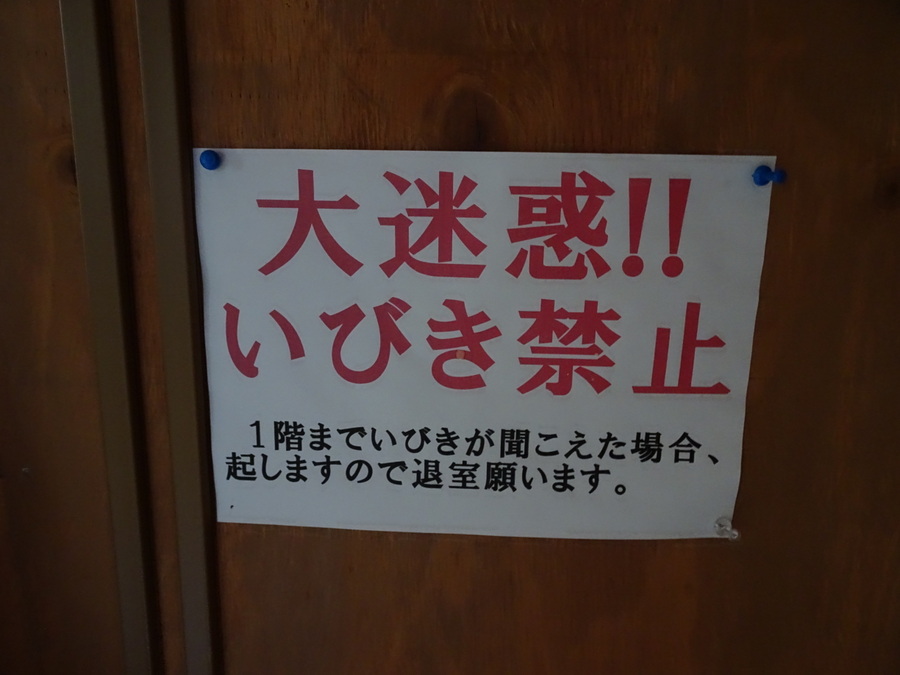 大迷惑!!
いびき禁止
1階までいびきが聞こえた場合、
起しますので退室願います。